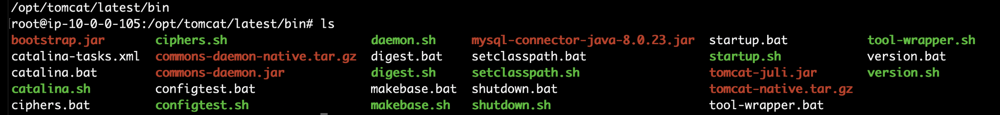 /opt/tomcat/latest/bin
root@ip-10-0-0-105:/opt/tomcat/latest/bin# ls
bootstrap.jar ciphers.sh daemon.sh mysql-connector-java-8.0.23.jar startup.bat tool-wrapper.sh
catalina-tasks.xml commons-daemon-native.tar.gz digest.bat setclasspath.bat startup.sh version.bat
catalina.bat commons-daemon.jar digest.sh setclasspath.sh tomcat-juli.jar version.sh
catalina.sh configtest.bat makebase.bat shutdown.bat tomcat-native.tar.gz
ciphers.bat configtest.sh makebase.sh shutdown.sh tool-wrapper.bat